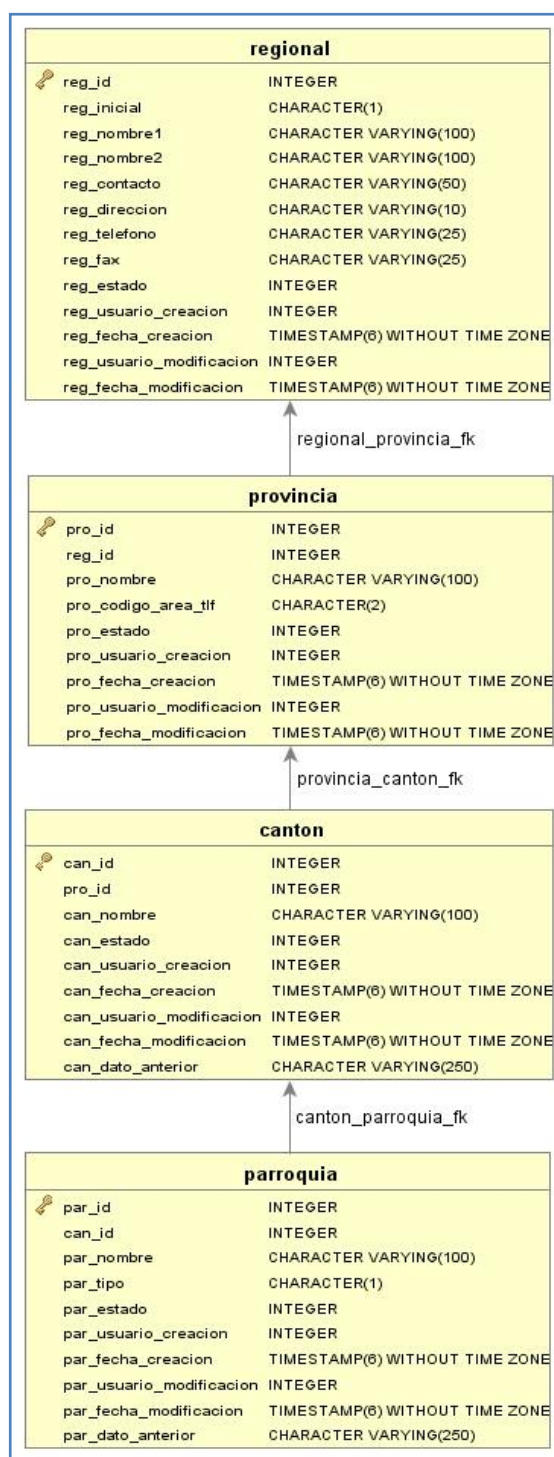 regional
reg_id INTEGER
reg_inicial CHARACTER(1)
reg_nombre1 CHARACTER VARYING(100)
reg_nombre2 CHARACTER VARYING(100)
reg_contacto CHARACTER VARYING(50)
reg_direccion CHARACTER VARYING(10)
reg_telefono CHARACTER VARYING(25)
reg_fax CHARACTER VARYING(25)
reg_estado INTEGER
reg_usuario_creacion INTEGER
reg_fecha_creacion TIMESTAMP(6) WITHOUT TIME ZONE
reg_usuario_modificacion INTEGER
reg_fecha_modificacion TIMESTAMP(6) WITHOUT TIME ZONE
regional_provincia_fk
provincia
pro_id INTEGER
reg_id INTEGER
pro_nombre CHARACTER VARYING(100)
pro_codigo_area_tlf CHARACTER(2)
pro_estado INTEGER
pro_usuario_creacion INTEGER
pro_fecha_creacion TIMESTAMP(6) WITHOUT TIME ZONE
pro_usuario_modificacion INTEGER
pro_fecha_modificacion TIMESTAMP(6) WITHOUT TIME ZONE
provincia_canton_fk
canton
can_id INTEGER
pro_id INTEGER
can_nombre CHARACTER VARYING(100)
can_estado INTEGER
can_usuario_creacion INTEGER
can_fecha_creacion TIMESTAMP(6) WITHOUT TIME ZONE
can_usuario_modificacion INTEGER
can_fecha_modificacion TIMESTAMP(6) WITHOUT TIME ZONE
can_dato_anterior CHARACTER VARYING(250)
canton_parroquia_fk
parroquia
par_id INTEGER
can_id INTEGER
par_nombre CHARACTER VARYING(100)
par_tipo CHARACTER(1)
par_estado INTEGER
par_usuario_creacion INTEGER
par_fecha_creacion TIMESTAMP(6) WITHOUT TIME ZONE
par_usuario_modificacion INTEGER
par_fecha_modificacion TIMESTAMP(6) WITHOUT TIME ZONE
par_dato_anterior CHARACTER VARYING(250)